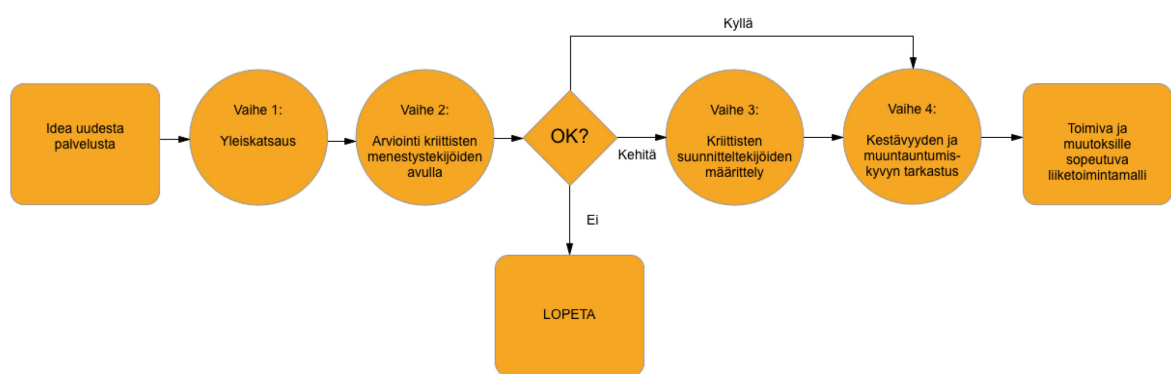 Kyllä
Idea uudesta
palvelusta
Vaihe 1:
Yleiskatsaus
Vaihe 2:
Arviointi kriittisten
menestystekijöiden
avulla
OK?
Kehitä
Vaihe 3:
Kriittisten
suunnitteltekijöiden
määrittely
Vaihe 4:
Kestävyyden ja
muuntautumis-
kyvyn tarkastus
Toimiva ja
muutoksille
sopeutuva
liiketoimintamalli
Ei
LOPETA